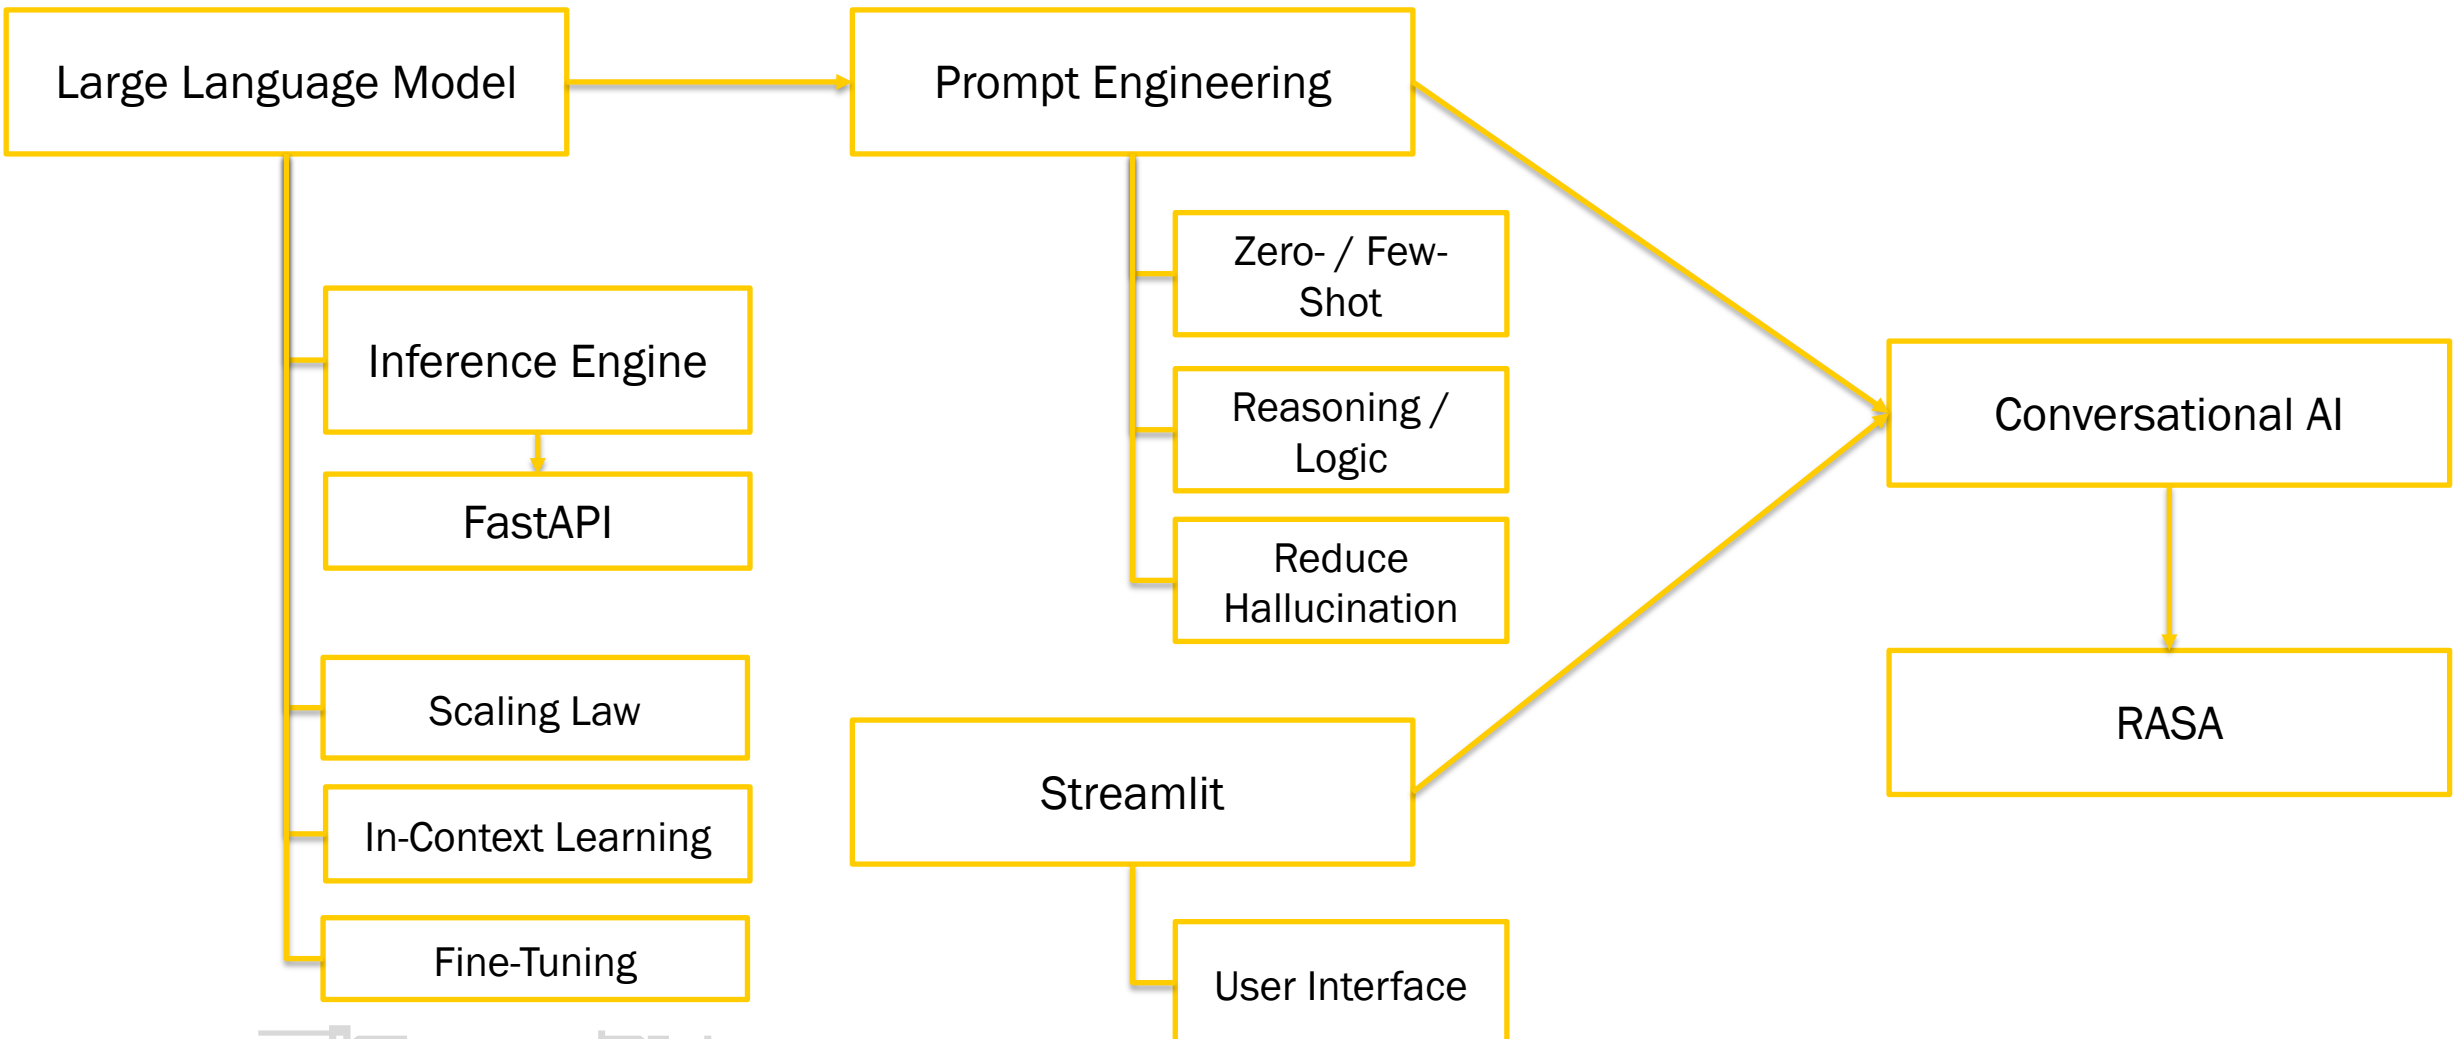 Large Language Model
Prompt Engineering
Zero- / Few-
Shot
Inference Engine
Reasoning /
Logic
Conversational AI
FastAPI
Reduce
Hallucination
Scaling Law
RASA
Streamlit
In-Context Learning
Fine-Tuning
User Interface